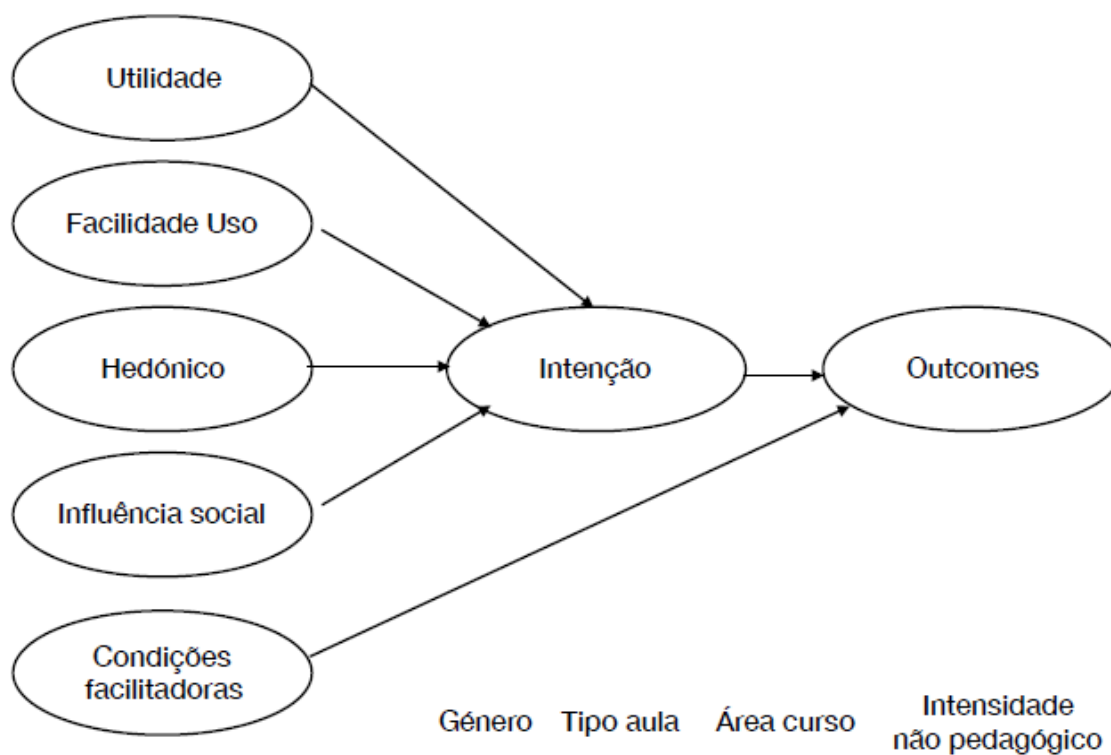 Utilidade
Facilidade Uso
Hedónico
Intenção
Outcomes
Influência social
Condições
facilitadoras
Género
Tipo aula
Área curso
Intensidade
não pedagógico